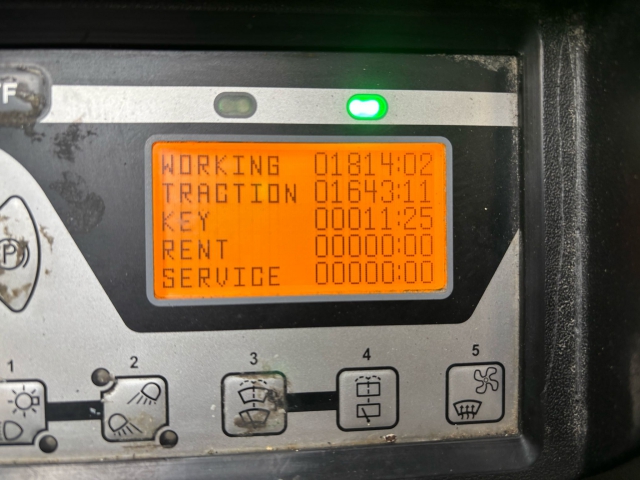 WORKING 01814:02
TRACTION 01643:11
KEY 00011:25
RENT 00000:00
SERVICE 00000:00
1 2 3 4 5